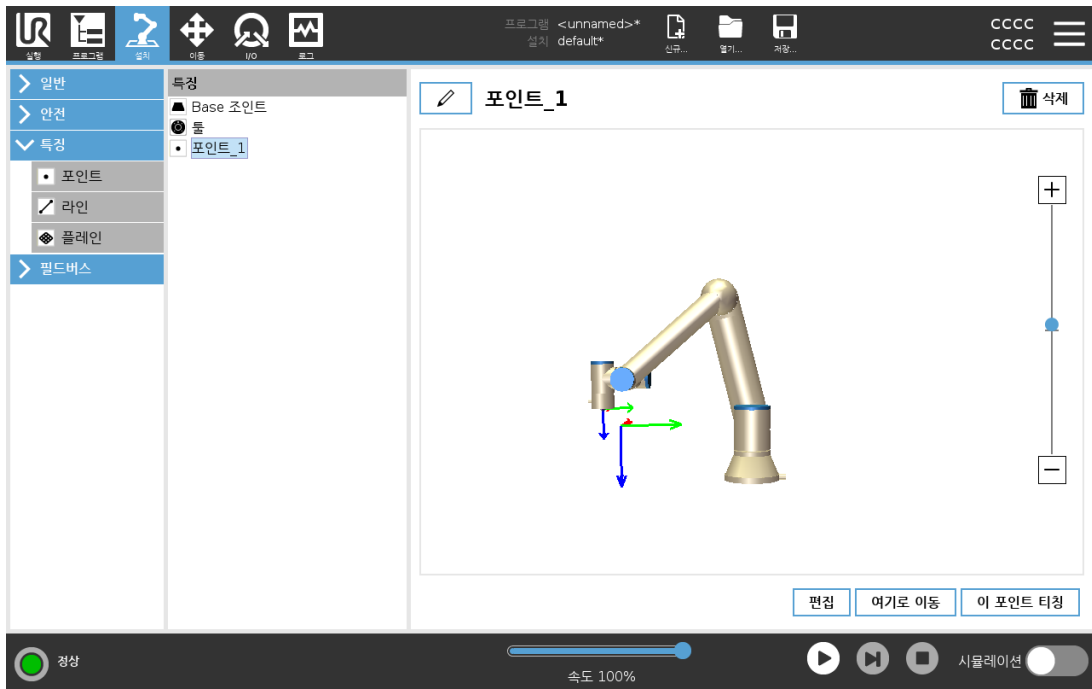 프로그램 <unnamed>*
설치 default*
UR
실행
프로그램
설치
이동
I/O
로그
신규...
열기...
저장...
CCCC
CCCC
일반
안전
특징
포인트
라인
플레인
필드버스
특징
Base 조인트
툴
포인트_1
포인트_1
삭제
편집
여기로 이동
이 포인트 티칭
정상
속도 100%
시뮬레이션